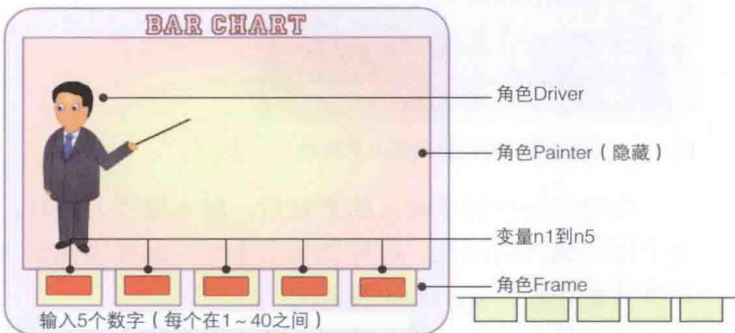 BAR CHART
角色Driver
角色Painter（隐藏）
变量n1到n5
角色Frame
输入5个数字（每个在1～40之间）